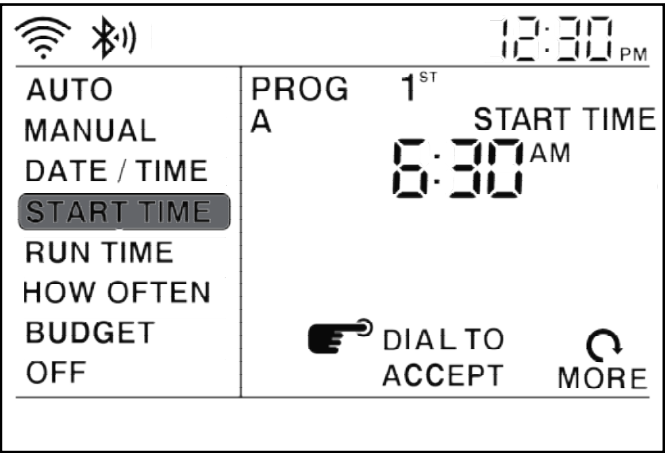 12:30 PM
AUTO
MANUAL
DATE / TIME
START TIME
RUN TIME
HOW OFTEN
BUDGET
OFF
PROG 1ST
A
START TIME
6:30 AM
DIAL TO
ACCEPT
MORE